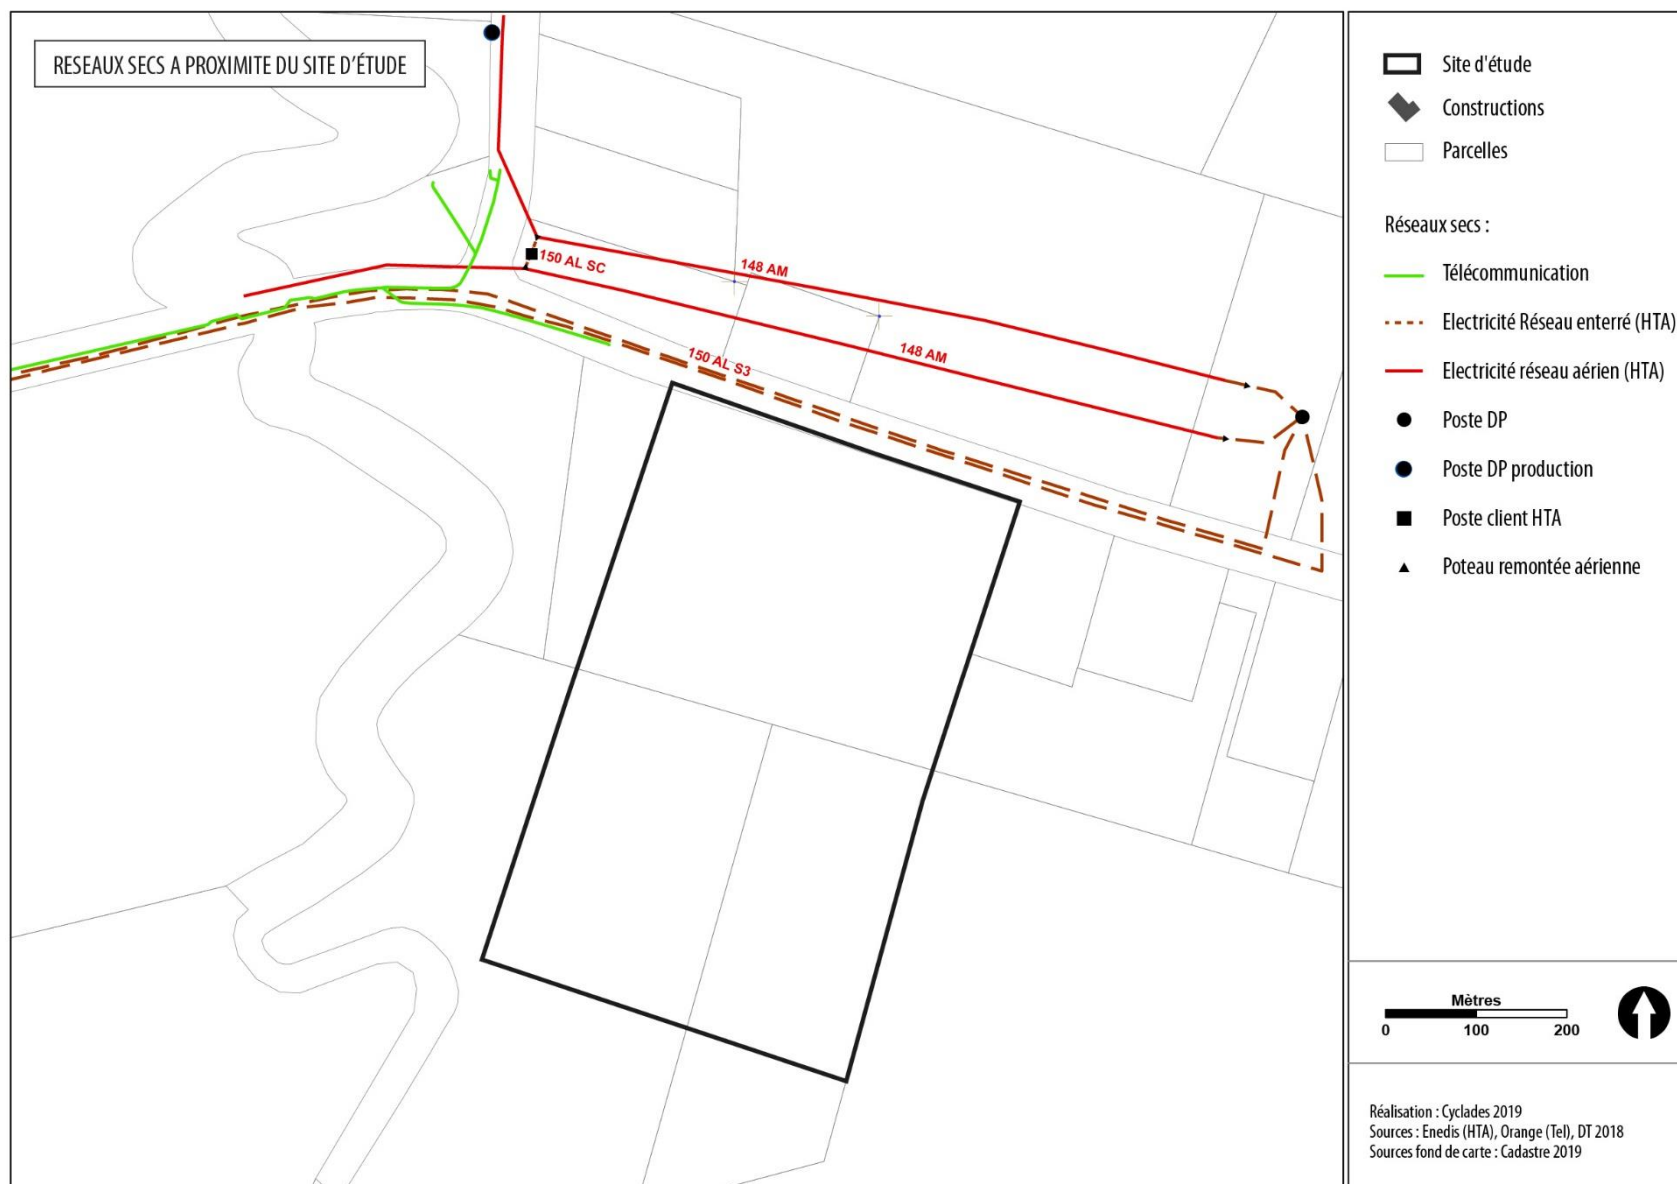 RESEAUX SECS A PROXIMITE DU SITE D'ÉTUDE
150 AL SC
148 AM
148 AM
150 AL S3
Site d'étude
Constructions
Parcelles
Réseaux secs :
Télécommunication
Electricité Réseau enterré (HTA)
Electricité réseau aérien (HTA)
Poste DP
Poste DP production
Poste client HTA
Poteau remontée aérienne
Mètres
0 100 200
Réalisation : Cyclades 2019
Sources : Enedis (HTA), Orange (Tel), DT 2018
Sources fond de carte : Cadastre 2019